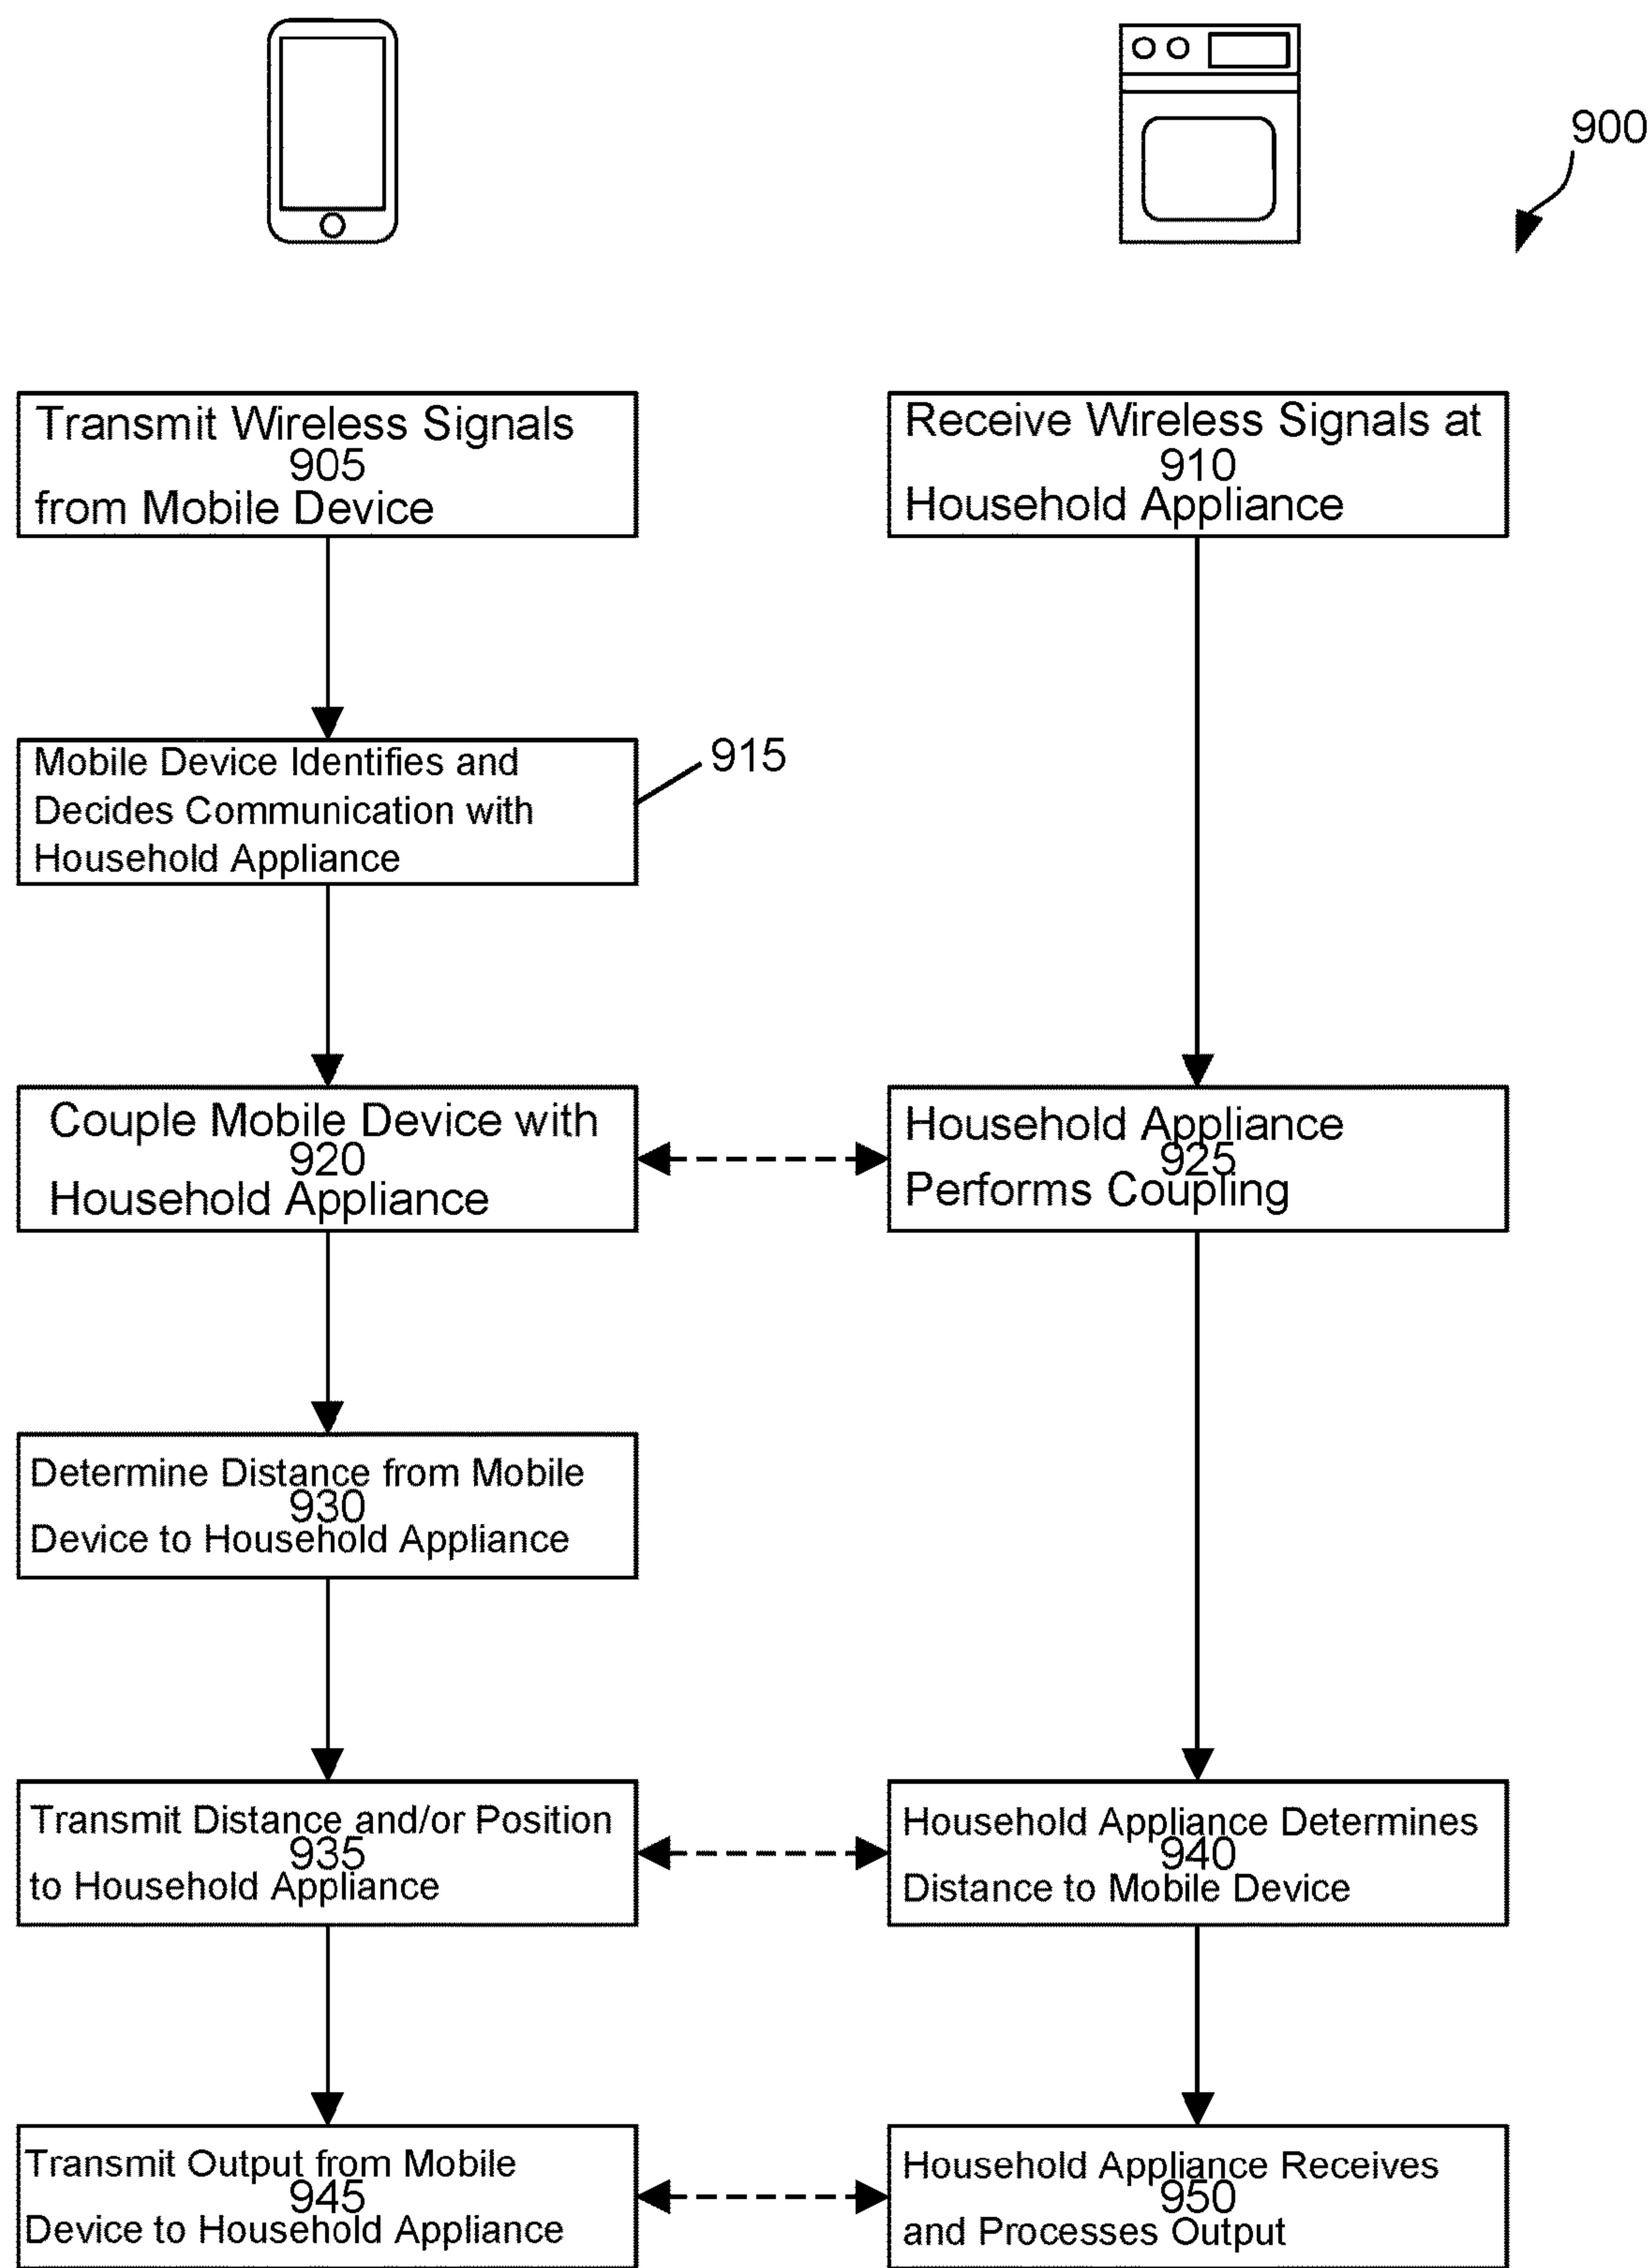 900
Transmit Wireless Signals
905
from Mobile Device
Receive Wireless Signals at
910
Household Appliance
Mobile Device Identifies and
Decides Communication with
Household Appliance
915
Couple Mobile Device with
920
Household Appliance
Household Appliance
925
Performs Coupling
Determine Distance from Mobile
930
Device to Household Appliance
Transmit Distance and/or Position
935
to Household Appliance
Household Appliance Determines
940
Distance to Mobile Device
Transmit Output from Mobile
945
Device to Household Appliance
Household Appliance Receives
950
and Processes Output